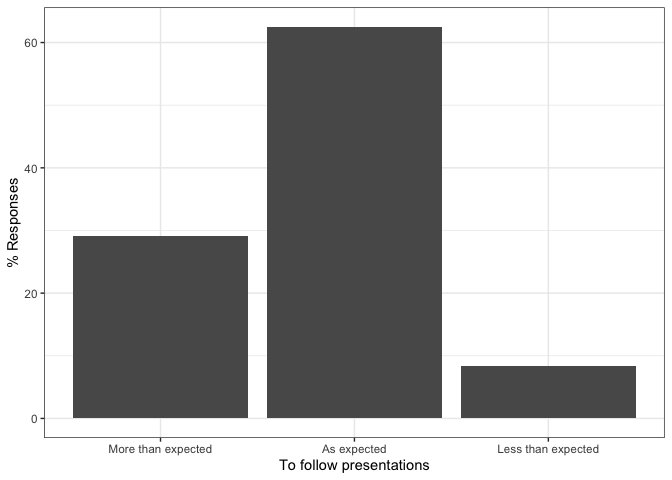 % Responses
60
40
20
0
More than expected As expected Less than expected
To follow presentations